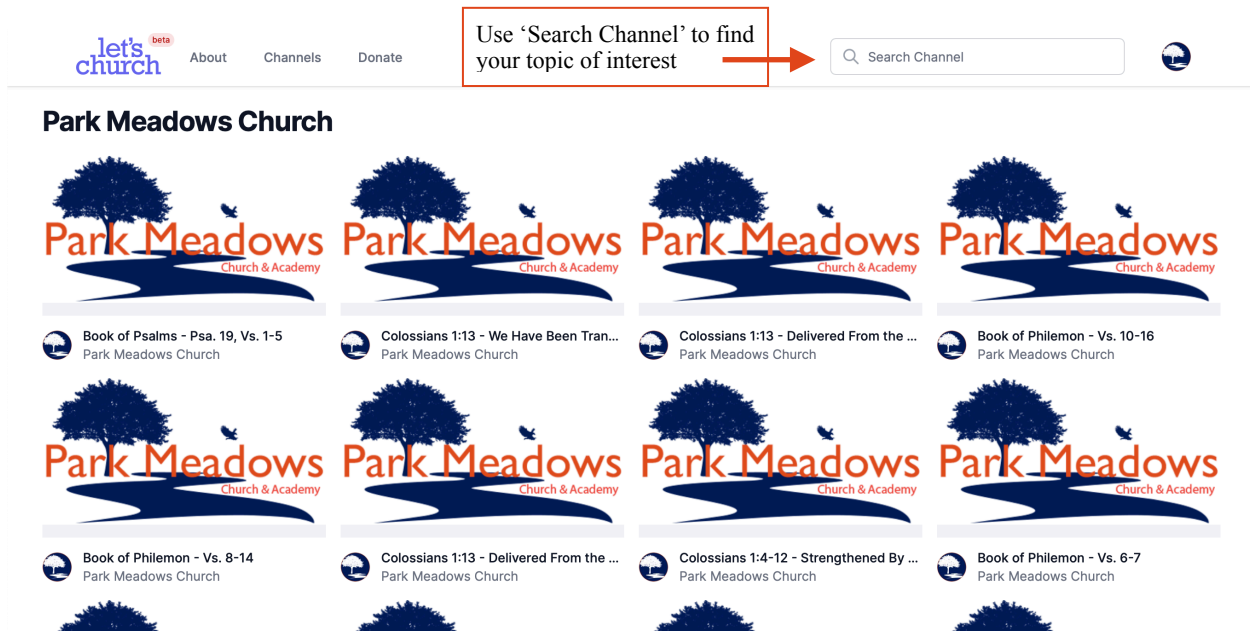 let's church beta
About
Channels
Donate
Use ‘Search Channel’ to find
your topic of interest
Search Channel
Park Meadows Church
Park Meadows
Church & Academy
Park Meadows
Church & Academy
Park Meadows
Church & Academy
Park Meadows
Church & Academy
Book of Psalms - Psa. 19, Vs. 1-5
Park Meadows Church
Colossians 1:13 - We Have Been Tran...
Park Meadows Church
Colossians 1:13 - Delivered From the ...
Park Meadows Church
Book of Philemon - Vs. 10-16
Park Meadows Church
Park Meadows
Church & Academy
Park Meadows
Church & Academy
Park Meadows
Church & Academy
Park Meadows
Church & Academy
Book of Philemon - Vs. 8-14
Park Meadows Church
Colossians 1:13 - Delivered From the ...
Park Meadows Church
Colossians 1:4-12 - Strengthened By ...
Park Meadows Church
Book of Philemon - Vs. 6-7
Park Meadows Church